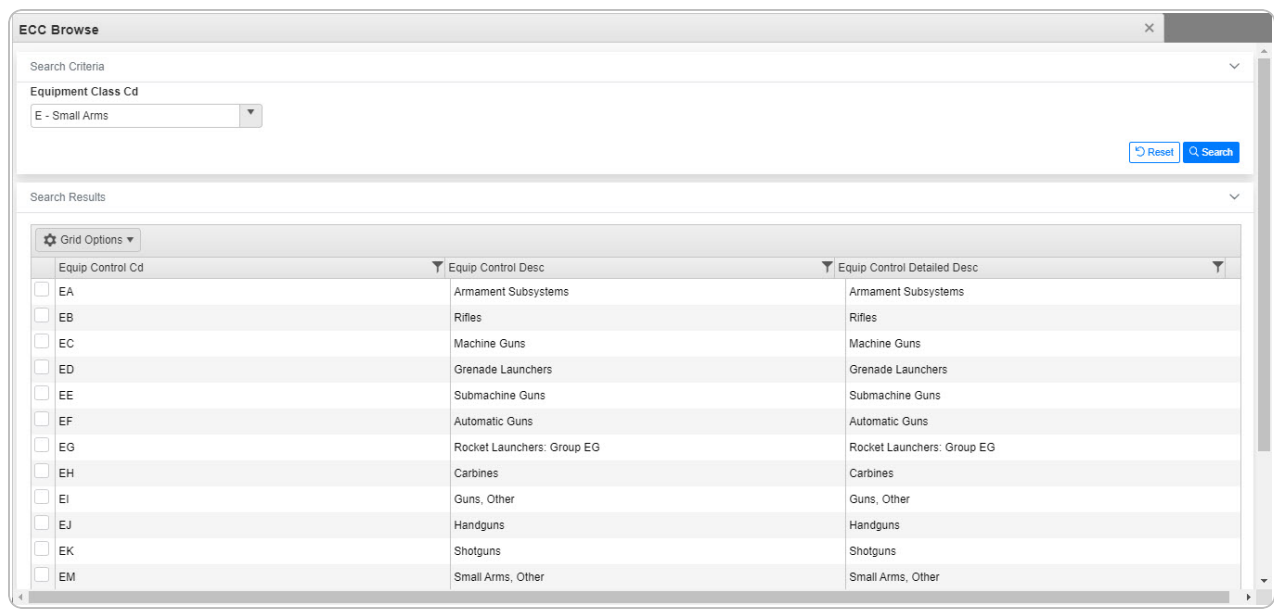 ECC Browse
Search Criteria
Equipment Class Cd
E - Small Arms
Reset Search
Search Results
Grid Options
Equip Control Cd Equip Control Desc Equip Control Detailed Desc
EA Armament Subsystems Armament Subsystems
EB Rifles Rifles
EC Machine Guns Machine Guns
ED Grenade Launchers Grenade Launchers
EE Submachine Guns Submachine Guns
EF Automatic Guns Automatic Guns
EG Rocket Launchers: Group EG Rocket Launchers: Group EG
EH Carbines Carbines
EI Guns, Other Guns, Other
EJ Handguns Handguns
EK Shotguns Shotguns
EM Small Arms, Other Small Arms, Other